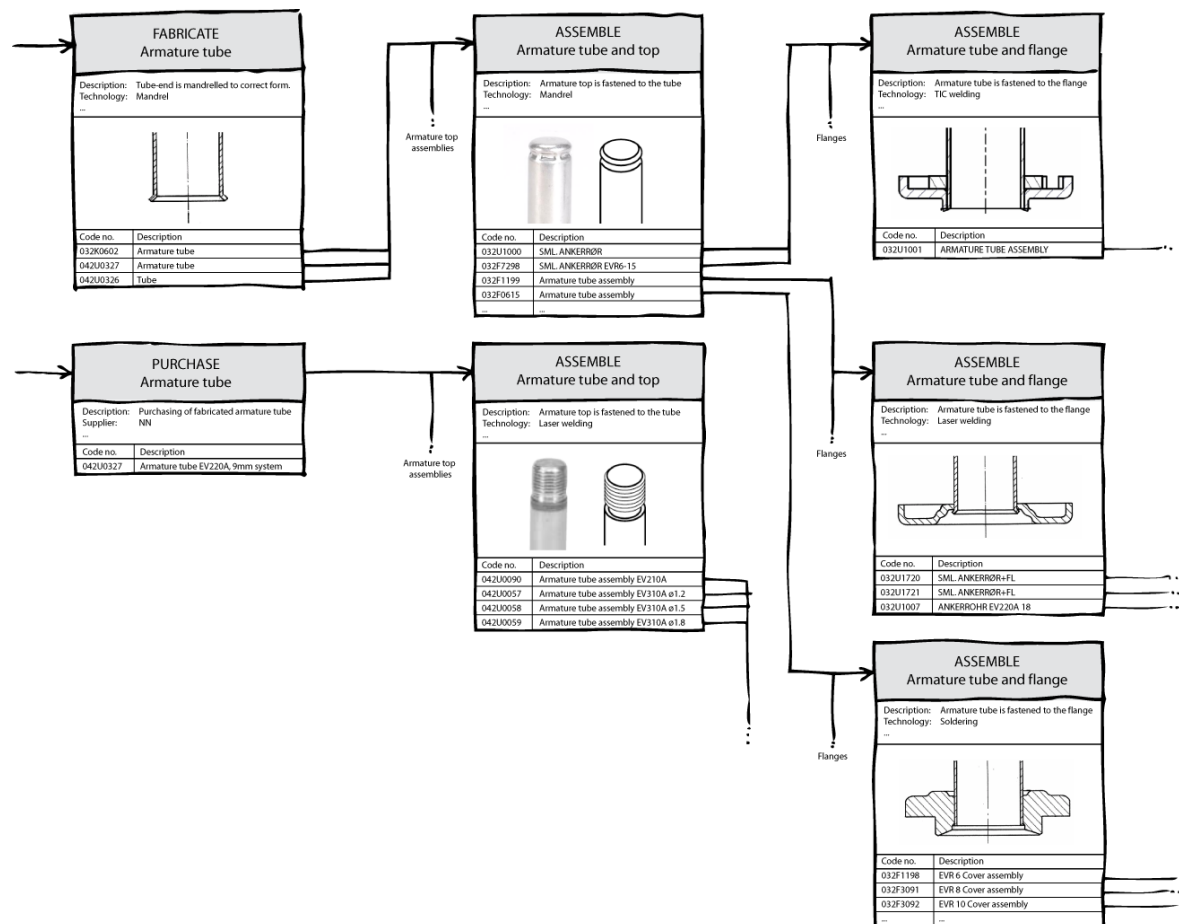 FABRICATE
Armature tube
Description: Tube-end is mandrelled to correct form.
Technology: Mandrel
...
Code no. Description
032K0602 Armature tube
042U0327 Armature tube
042U0326 Tube
Armature top
assemblies
ASSEMBLE
Armature tube and top
Description: Armature top is fastened to the tube
Technology: Mandrel
...
Code no. Description
032U1000 SML. ANKERRØR
032F7298 SML. ANKERRØR EVR6-15
032F1199 Armature tube assembly
032F0615 Armature tube assembly
... ...
Flanges
ASSEMBLE
Armature tube and flange
Description: Armature tube is fastened to the flange
Technology: TIC welding
...
Code no. Description
032U1001 ARMATURE TUBE ASSEMBLY
PURCHASE
Armature tube
Description: Purchasing of fabricated armature tube
Supplier: NN
...
Code no. Description
042U0327 Armature tube EV220A, 9mm system
Armature top
assemblies
ASSEMBLE
Armature tube and top
Description: Armature top is fastened to the tube
Technology: Laser welding
...
Code no. Description
042U0090 Armature tube assembly EV210A
042U0057 Armature tube assembly EV310A ø1.2
042U0058 Armature tube assembly EV310A ø1.5
042U0059 Armature tube assembly EV310A ø1.8
Flanges
ASSEMBLE
Armature tube and flange
Description: Armature tube is fastened to the flange
Technology: Laser welding
...
Code no. Description
032U1720 SML. ANKERRØR+FL
032U1721 SML. ANKERRØR+FL
032U1007 ANKERROHR EV220A 18
Flanges
ASSEMBLE
Armature tube and flange
Description: Armature tube is fastened to the flange
Technology: Soldering
...
Code no. Description
032F1198 EVR 6 Cover assembly
032F3091 EVR 8 Cover assembly
032F3092 EVR 10 Cover assembly
... ...